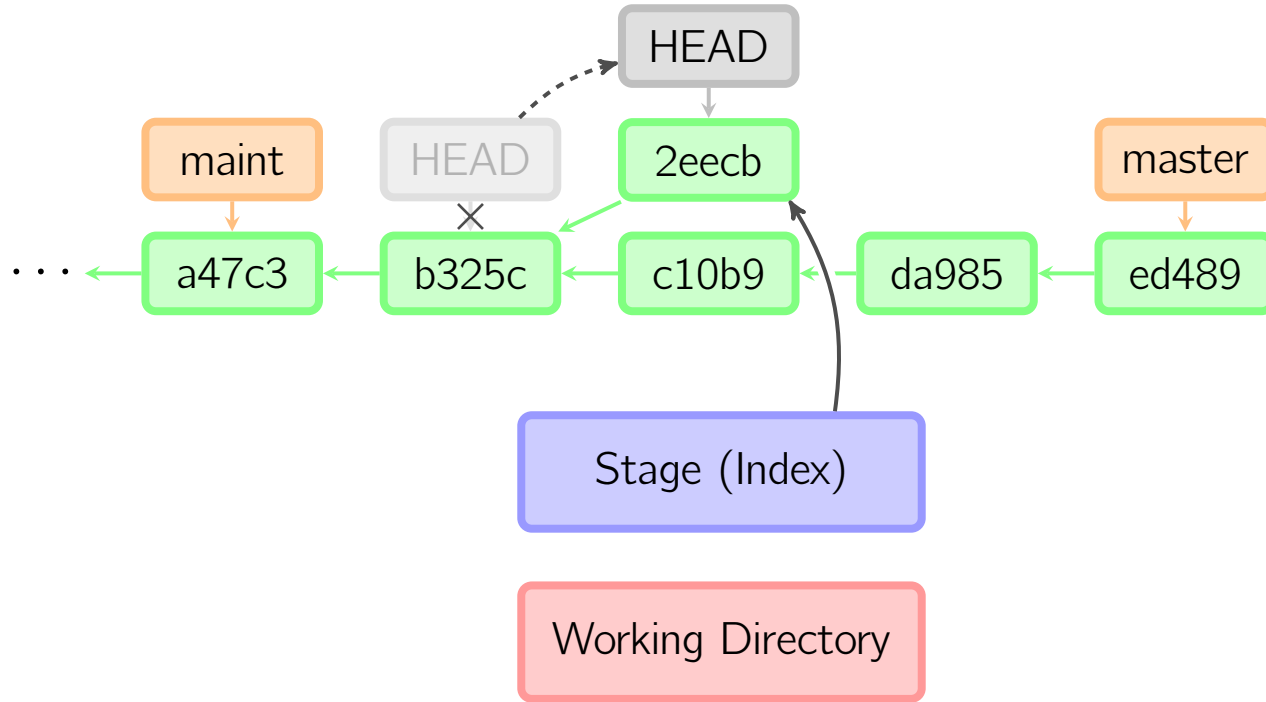 HEAD
maint
HEAD
2eecb
master
· · ·
a47c3
b325c
c10b9
da985
ed489
Stage (Index)
Working Directory